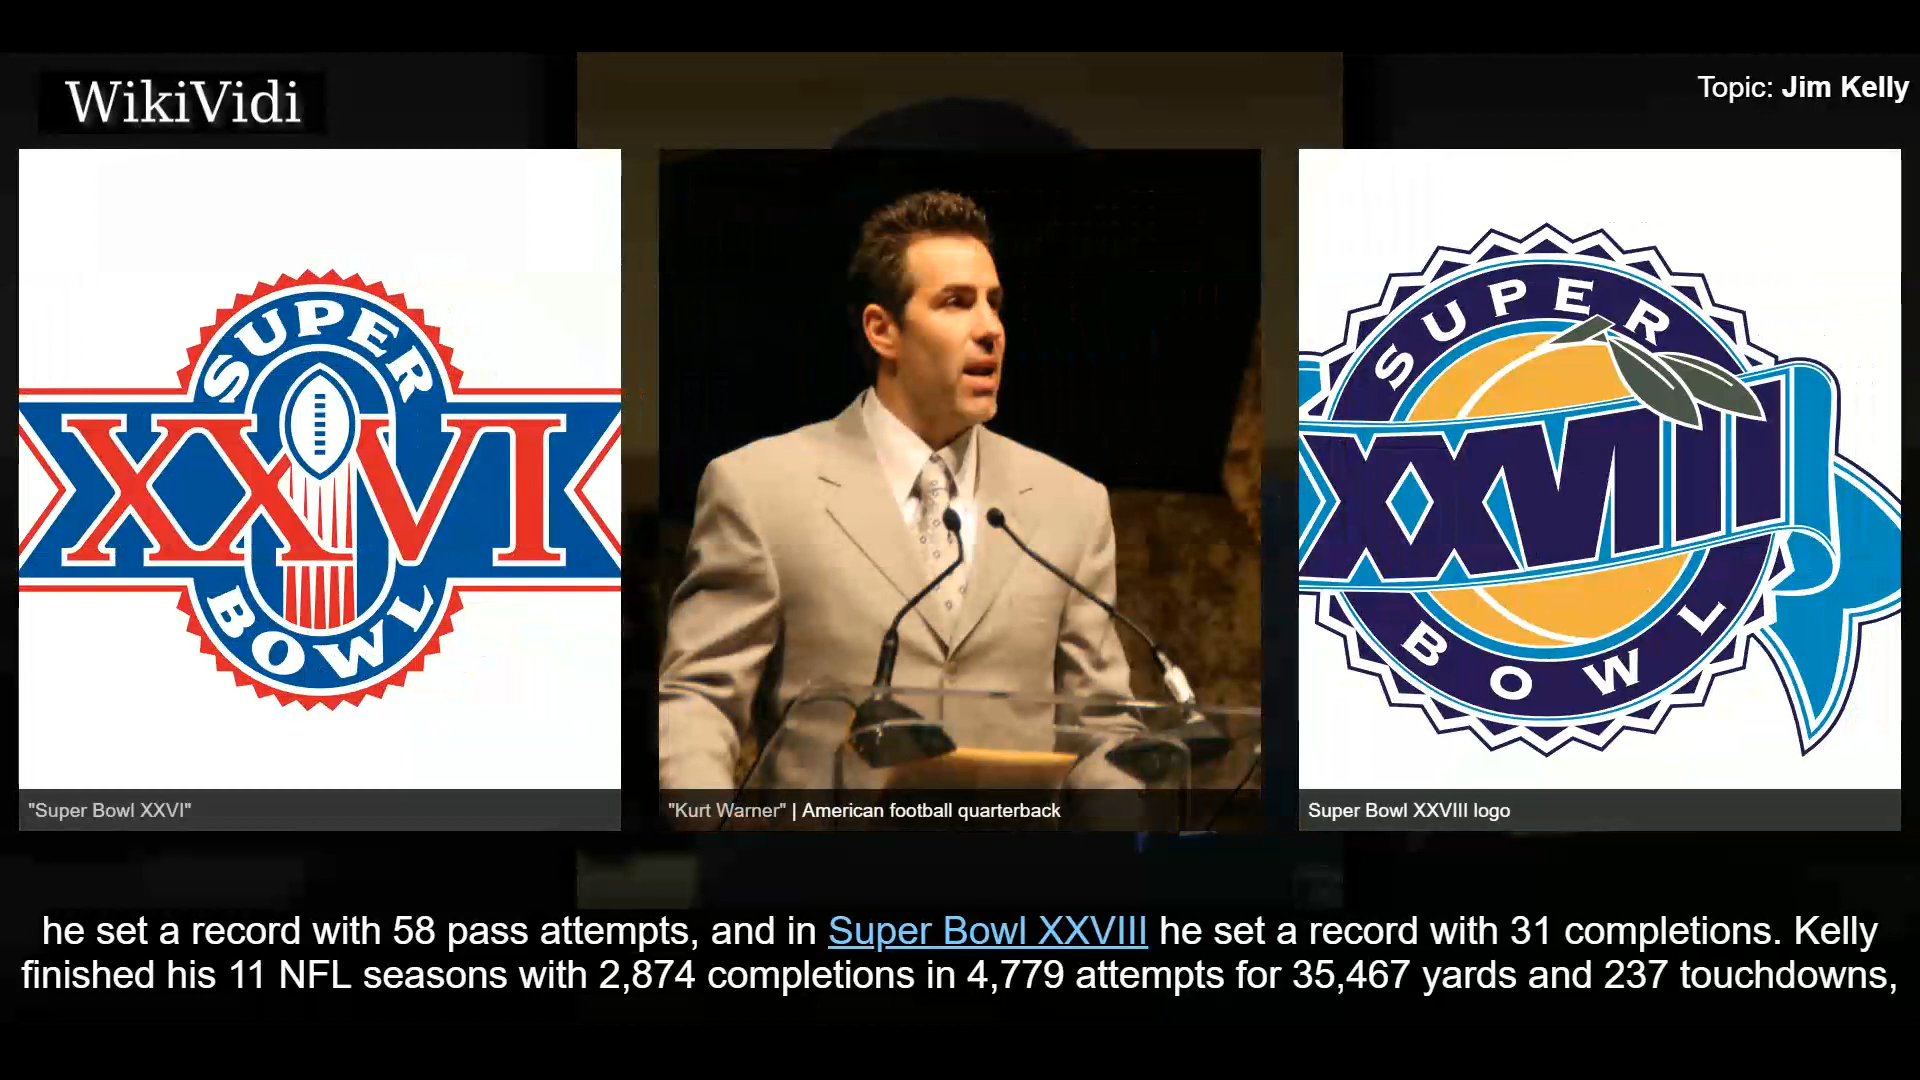 WikiVidi
Topic: Jim Kelly
SUPER
XXVI
BOWL
"Super Bowl XXVI"
"Kurt Warner" | American football quarterback
SUPER
XXVIII
BOWL
Super Bowl XXVIII logo
he set a record with 58 pass attempts, and in Super Bowl XXVIII he set a record with 31 completions. Kelly
finished his 11 NFL seasons with 2,874 completions in 4,779 attempts for 35,467 yards and 237 touchdowns,